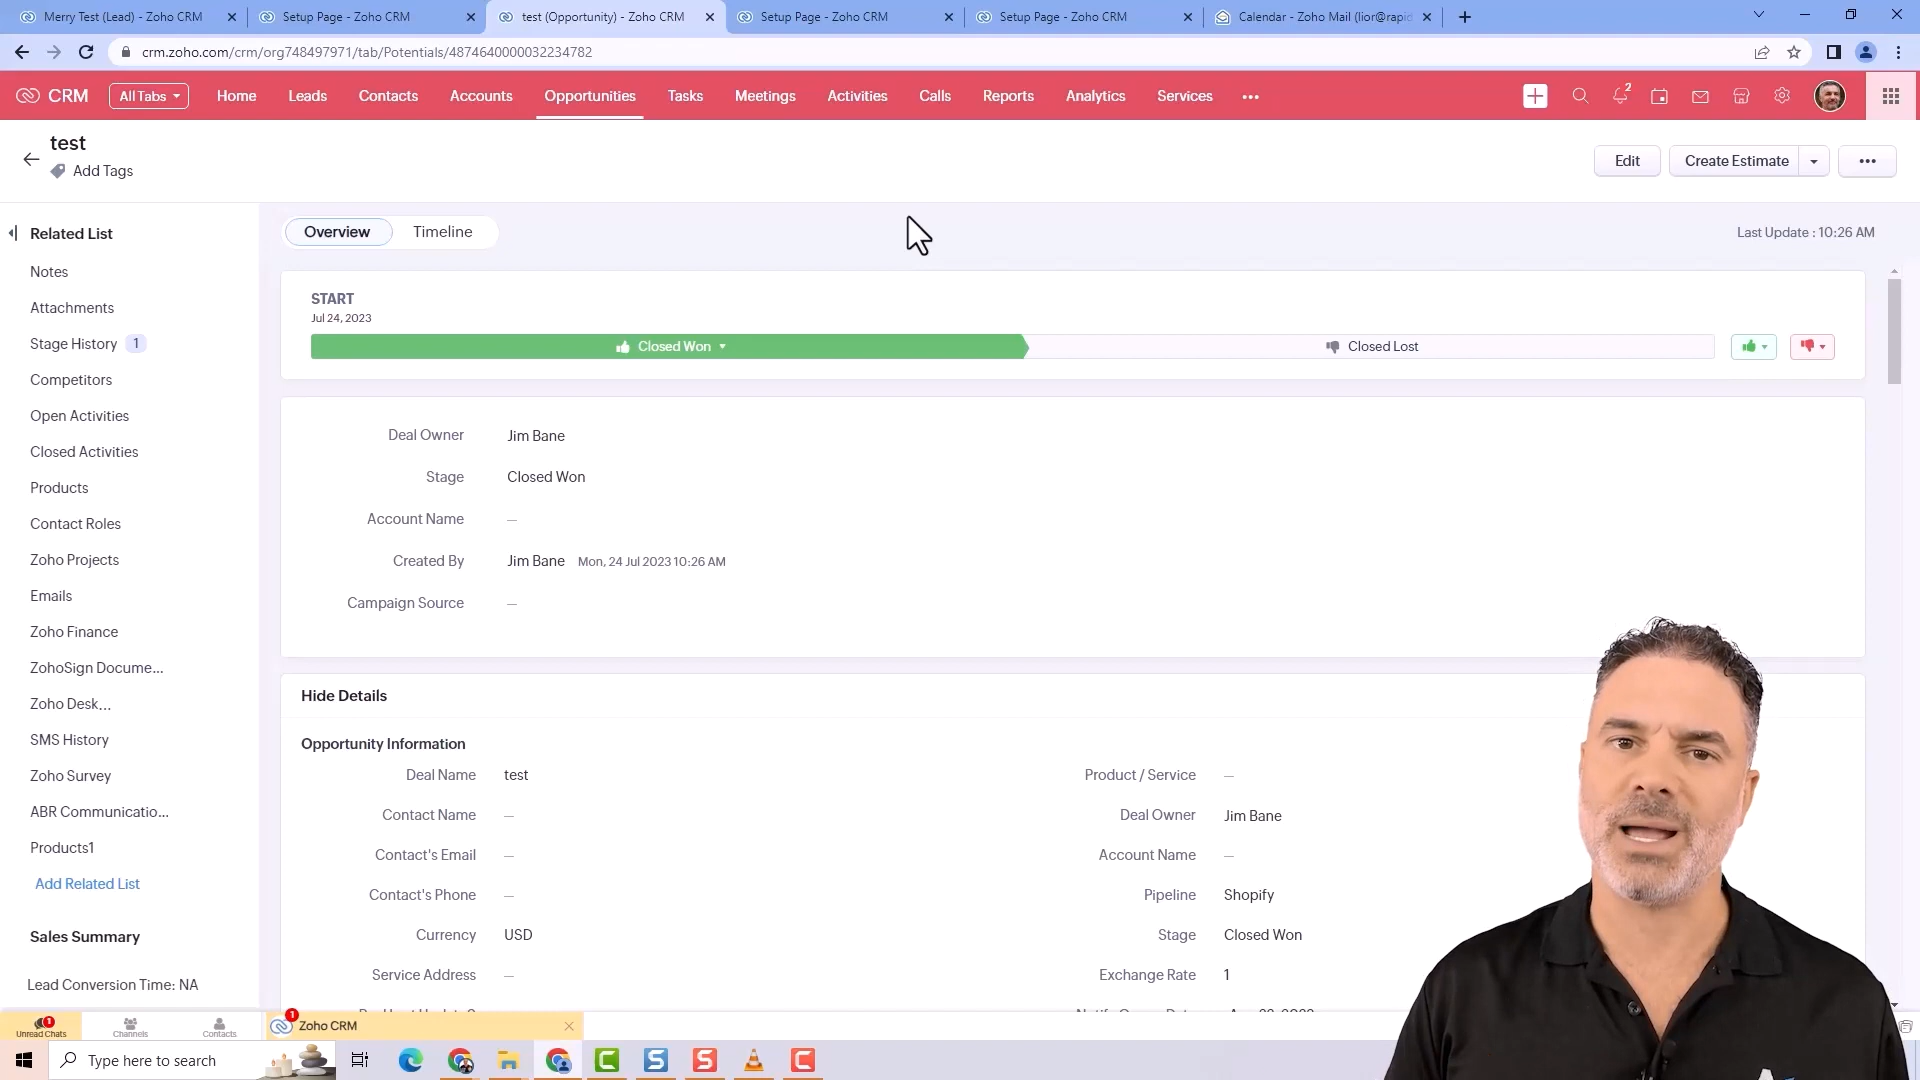 Merry Test (Lead) - Zoho CRM
Setup Page - Zoho CRM
test (Opportunity) - Zoho CRM
Setup Page - Zoho CRM
Setup Page - Zoho CRM
Calendar - Zoho Mail (lior@rapid
crm.zoho.com/crm/org748497971/tab/Potentials/4874640000032234782
CRM
All Tabs
Home
Leads
Contacts
Accounts
Opportunities
Tasks
Meetings
Activities
Calls
Reports
Analytics
Services
2
test
Add Tags
Edit
Create Estimate
Related List
Notes
Attachments
Stage History 1
Competitors
Open Activities
Closed Activities
Products
Contact Roles
Zoho Projects
Emails
Zoho Finance
ZohoSign Docume...
Zoho Desk...
SMS History
Zoho Survey
ABR Communicatio...
Products1
Add Related List
Sales Summary
Lead Conversion Time: NA
Overview
Timeline
Last Update : 10:26 AM
START
Jul 24, 2023
Closed Won
Closed Lost
Deal Owner Jim Bane
Stage Closed Won
Account Name —
Created By Jim Bane Mon, 24 Jul 2023 10:26 AM
Campaign Source —
Hide Details
Opportunity Information
Deal Name test
Product / Service —
Contact Name —
Deal Owner Jim Bane
Contact's Email —
Account Name —
Contact's Phone —
Pipeline Shopify
Currency USD
Stage Closed Won
Service Address —
Exchange Rate 1
1
Unread Chats
Channels
Contacts
1
Zoho CRM
Type here to search